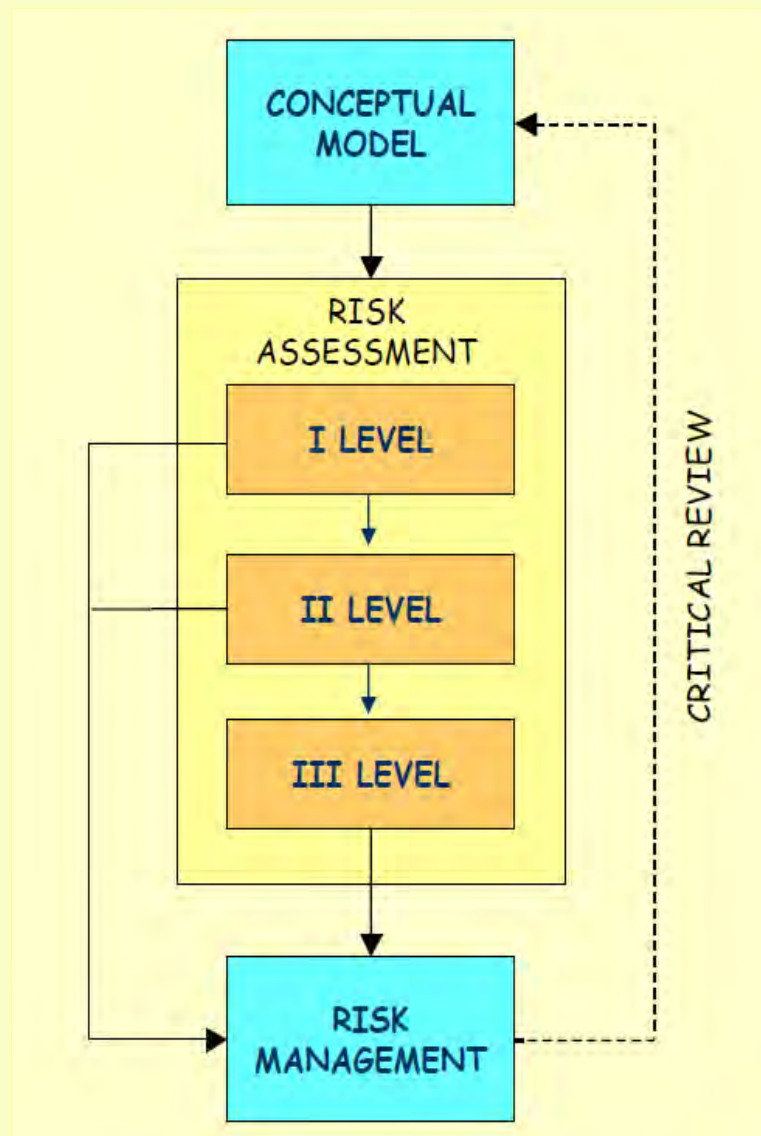 CONCEPTUAL
MODEL
RISK
ASSESSMENT
I LEVEL
II LEVEL
III LEVEL
CRITICAL REVIEW
RISK
MANAGEMENT